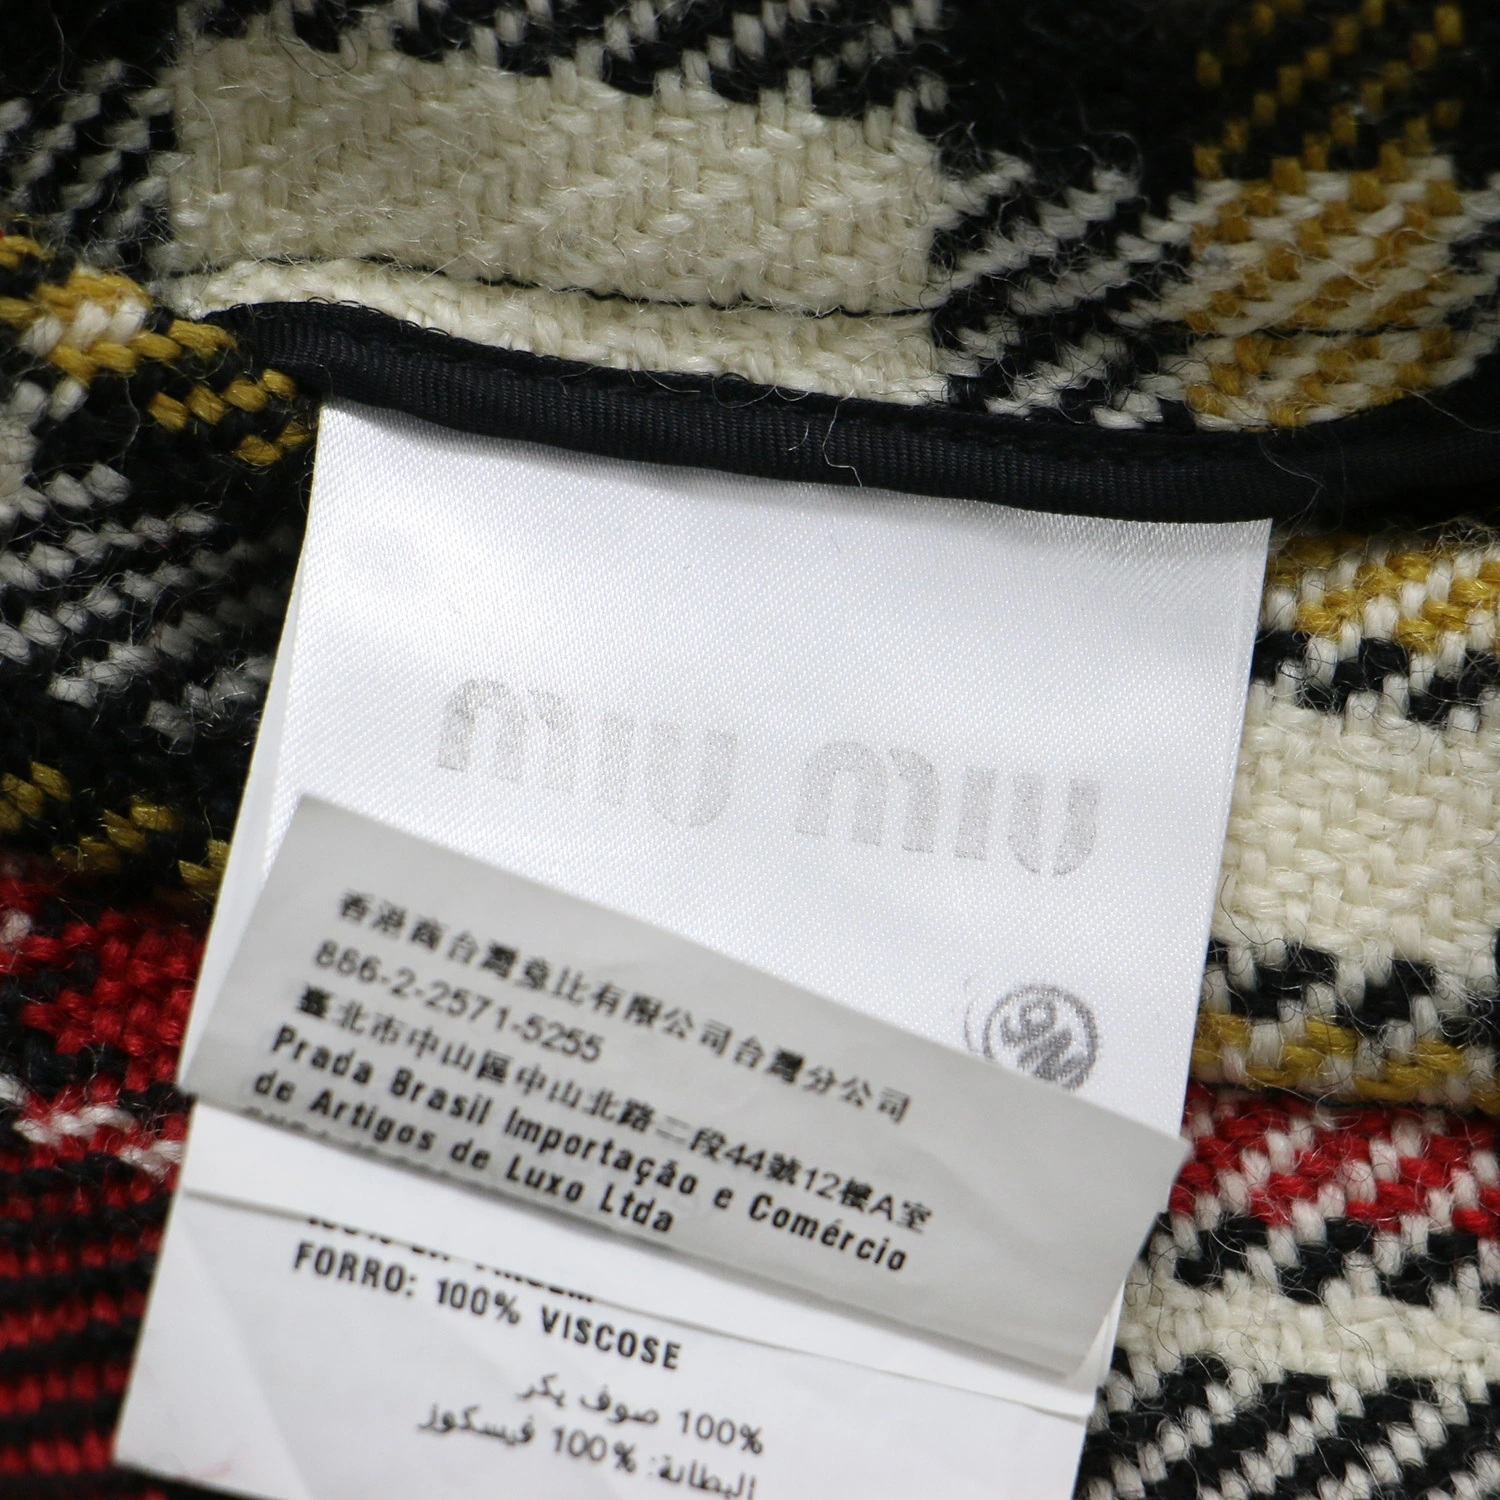 miu miu
香港商台灣意比有限公司台灣分公司
886-2-2571-5255
臺北市中山區中山北路二段44號12樓A室
Prada Brasil Importação e Comércio
de Artigos de Luxo Ltda
FORRO: 100% VISCOSE
100% صوف بكر
البطانة: 100% فيسكوز